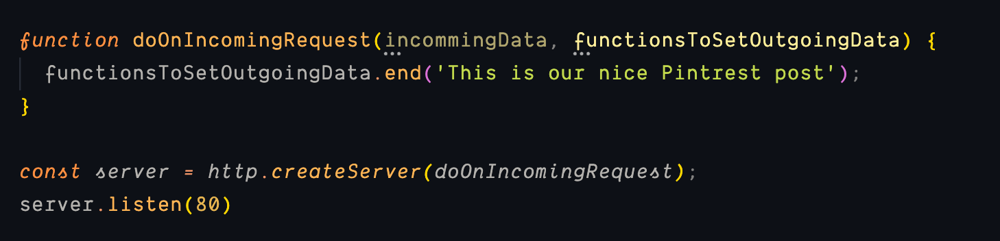 function doOnIncomingRequest(incommingData, functionsToSetOutgoingData) {
  functionsToSetOutgoingData.end('This is our nice Pintrest post');
}
const server = http.createServer(doOnIncomingRequest);
server.listen(80)